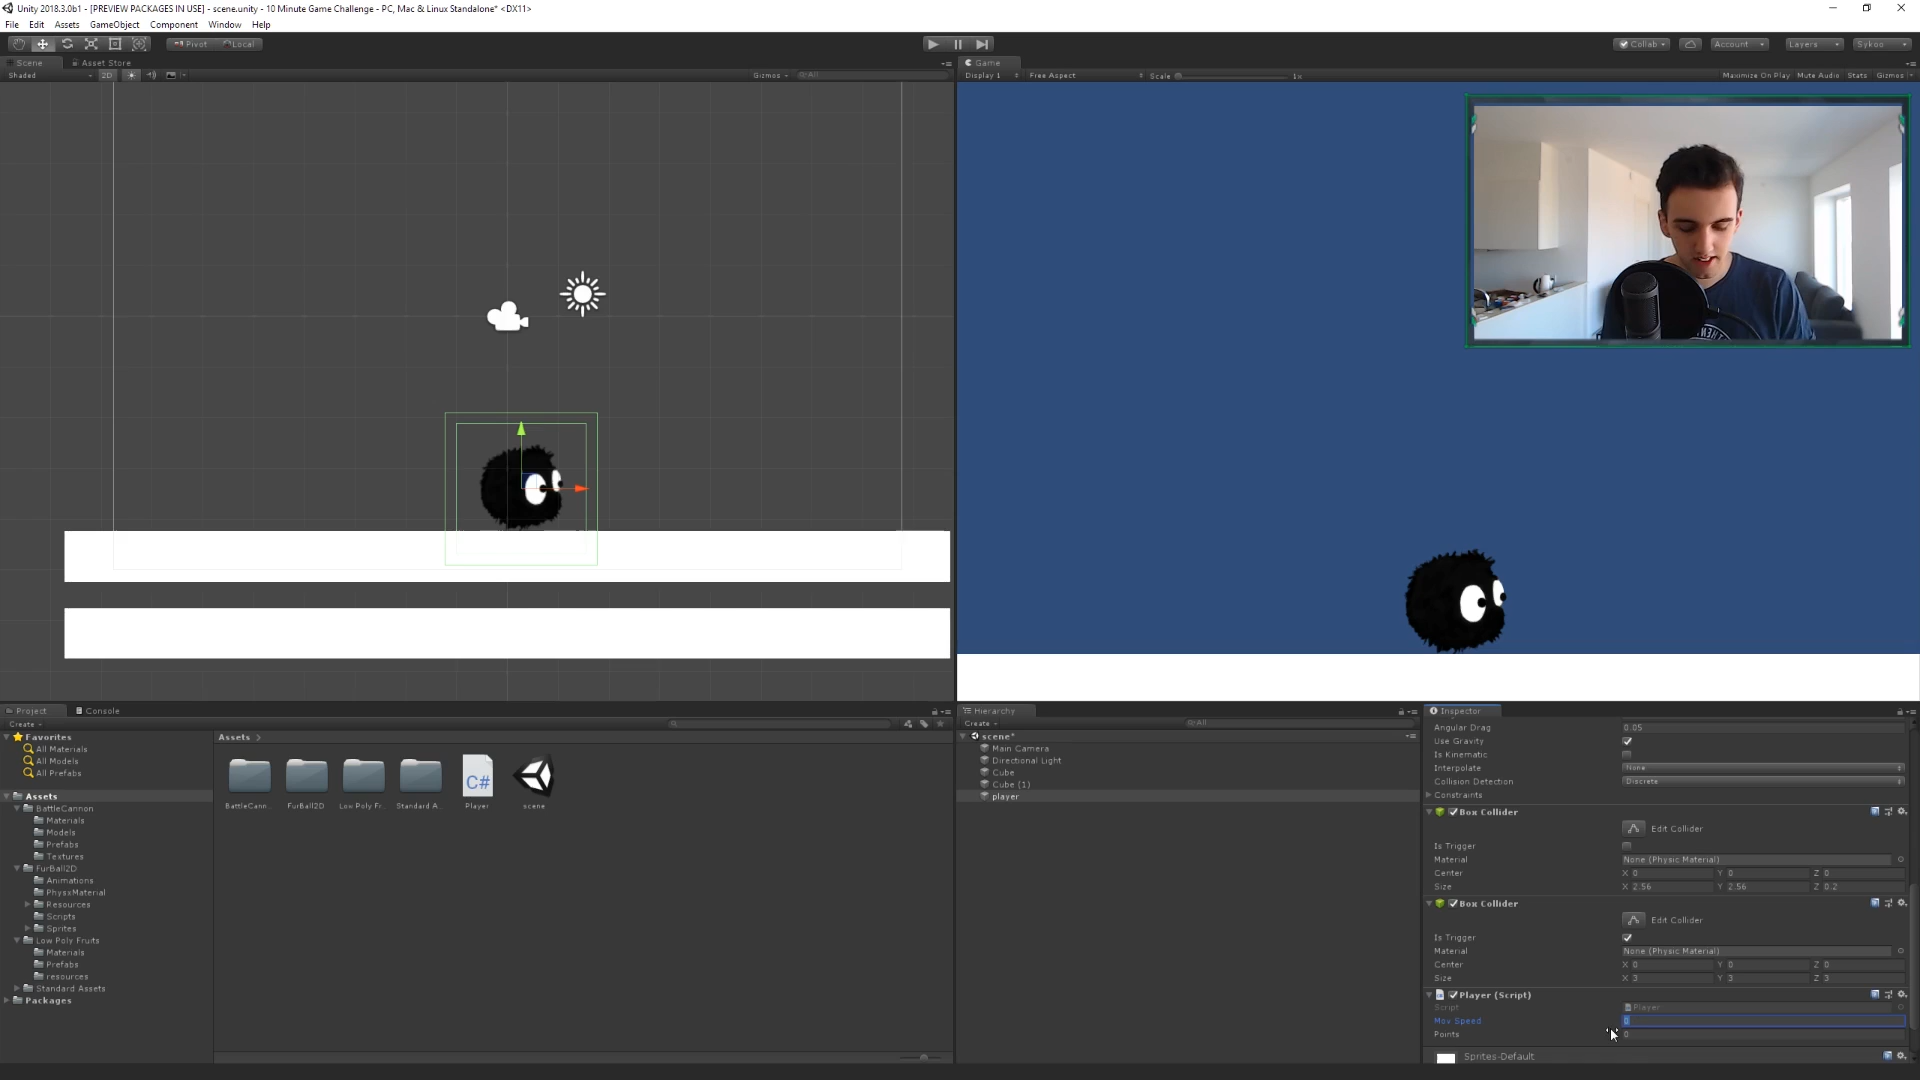 Unity 2018.3.0b1 - [PREVIEW PACKAGES IN USE] - scene.unity - 10 Minute Game Challenge - PC, Mac & Linux Standalone* <DX11>
File Edit Assets GameObject Component Window Help
Pivot Local
Collab Account Layers Sykoo
Scene Asset Store
Shaded 2D Gizmos All
Game
Display 1 Free Aspect Scale 1x Maximize On Play Mute Audio Stats Gizmos
Project Console
Create
Favorites
All Materials
All Models
All Prefabs
Assets
BattleCannon
Materials
Models
Prefabs
Textures
FurBall2D
Animations
PhysxMaterial
Resources
Scripts
Sprites
Low Poly Fruits
Materials
Prefabs
resources
Standard Assets
Packages
Assets >
C#
BattleCann... FurBall2D Low Poly Fr... Standard A... Player scene
Hierarchy
Create All
scene*
Main Camera
Directional Light
Cube
Cube (1)
player
Inspector
Angular Drag 0.05
Use Gravity
Is Kinematic
Interpolate None
Collision Detection Discrete
Constraints
Box Collider
Edit Collider
Is Trigger
Material None (Physic Material)
Center X 0 Y 0 Z 0
Size X 2.56 Y 2.56 Z 0.2
Box Collider
Edit Collider
Is Trigger
Material None (Physic Material)
Center X 0 Y 0 Z 0
Size X 3 Y 3 Z 3
Player (Script)
Script Player
Mov Speed 0
Points 0
Sprites-Default